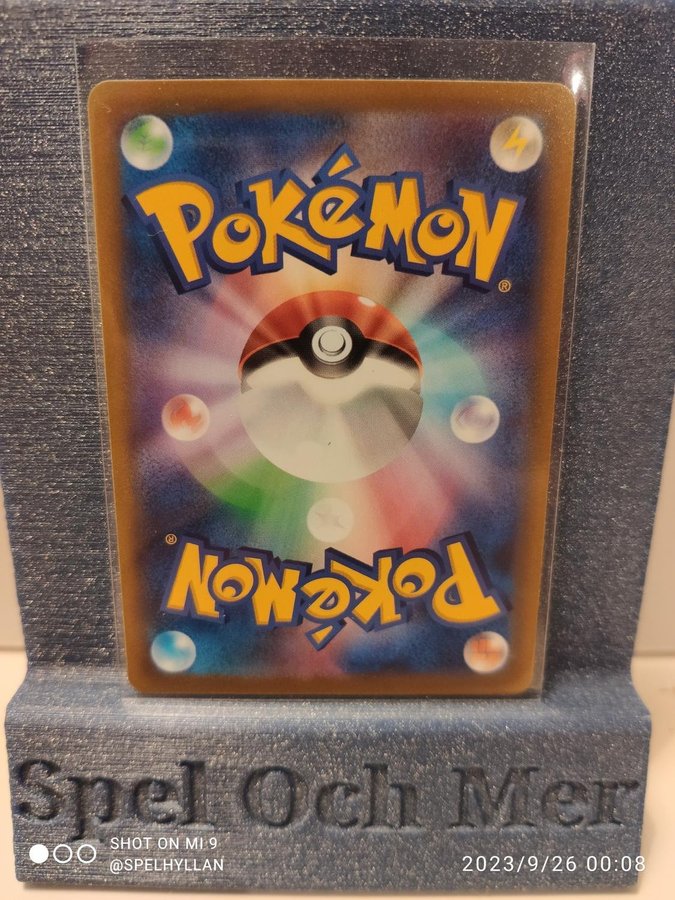 POKéMON
®
®
POKéMON
Spel Och Mer
SHOT ON MI 9
@SPELHYLLAN
2023/9/26 00:08